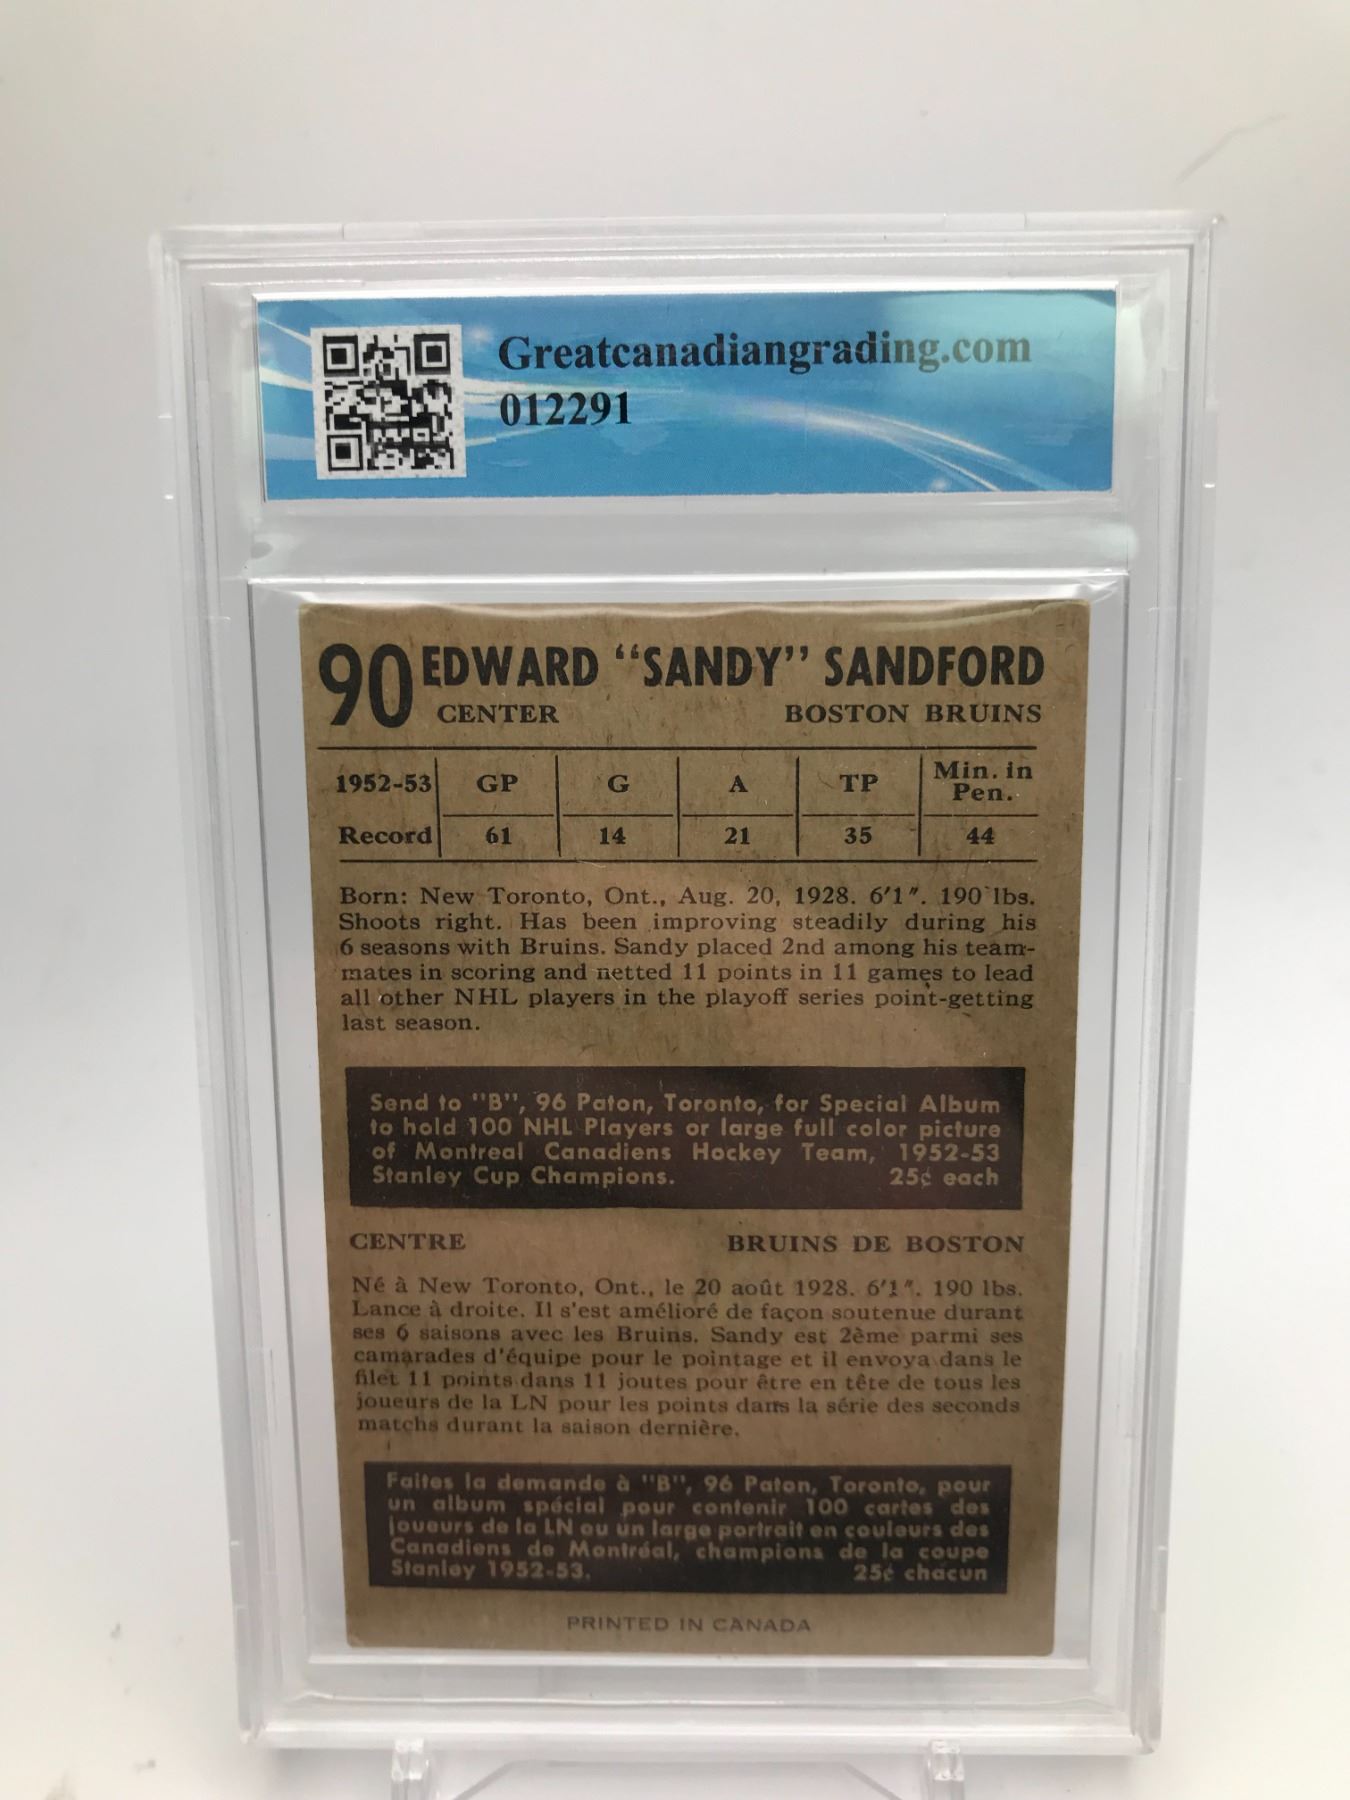 Greatcanadiangrading.com
012291
90 EDWARD “SANDY” SANDFORD
CENTER BOSTON BRUINS
1952-53 GP G A TP Min. in Pen.
Record 61 14 21 35 44
Born: New Toronto, Ont., Aug. 20, 1928. 6'1". 190 lbs.
Shoots right. Has been improving steadily during his
6 seasons with Bruins. Sandy placed 2nd among his team-
mates in scoring and netted 11 points in 11 games to lead
all other NHL players in the playoff series point-getting
last season.
Send to "B", 96 Paton, Toronto, for Special Album
to hold 100 NHL Players or large full color picture
of Montreal Canadiens Hockey Team, 1952-53
Stanley Cup Champions. 25¢ each
CENTRE BRUINS DE BOSTON
Né à New Toronto, Ont., le 20 août 1928. 6'1". 190 lbs.
Lance à droite. Il s'est amélioré de façon soutenue durant
ses 6 saisons avec les Bruins. Sandy est 2ème parmi ses
camarades d'équipe pour le pointage et il envoya dans le
filet 11 points dans 11 joutes pour être en tête de tous les
joueurs de la LN pour les points dans la série des seconds
matchs durant la saison dernière.
Faites la demande à "B", 96 Paton, Toronto, pour
un album spécial pour contenir 100 cartes des
joueurs de la LN ou un large portrait en couleurs des
Canadiens de Montréal, champions de la coupe
Stanley 1952-53. 25¢ chacun
PRINTED IN CANADA